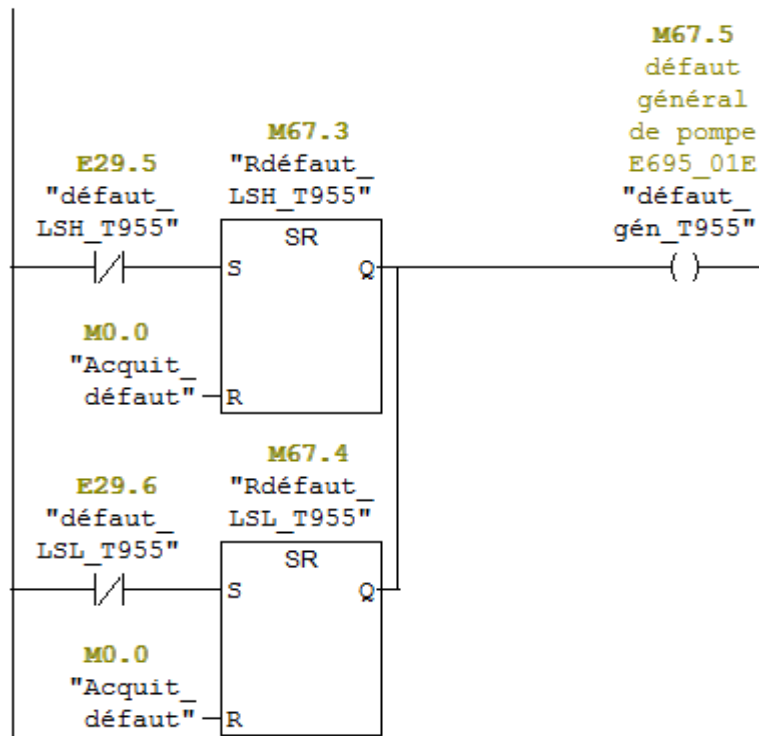 M67.5
défaut
général
de pompe
E695_01E
"défaut_
gén_T955"
M67.3
"Rdéfaut_
LSH_T955"
E29.5
"défaut_
LSH_T955"
SR
S
Q
M0.0
"Acquit_
défaut"
R
M67.4
"Rdéfaut_
LSL_T955"
E29.6
"défaut_
LSL_T955"
SR
S
Q
M0.0
"Acquit_
défaut"
R